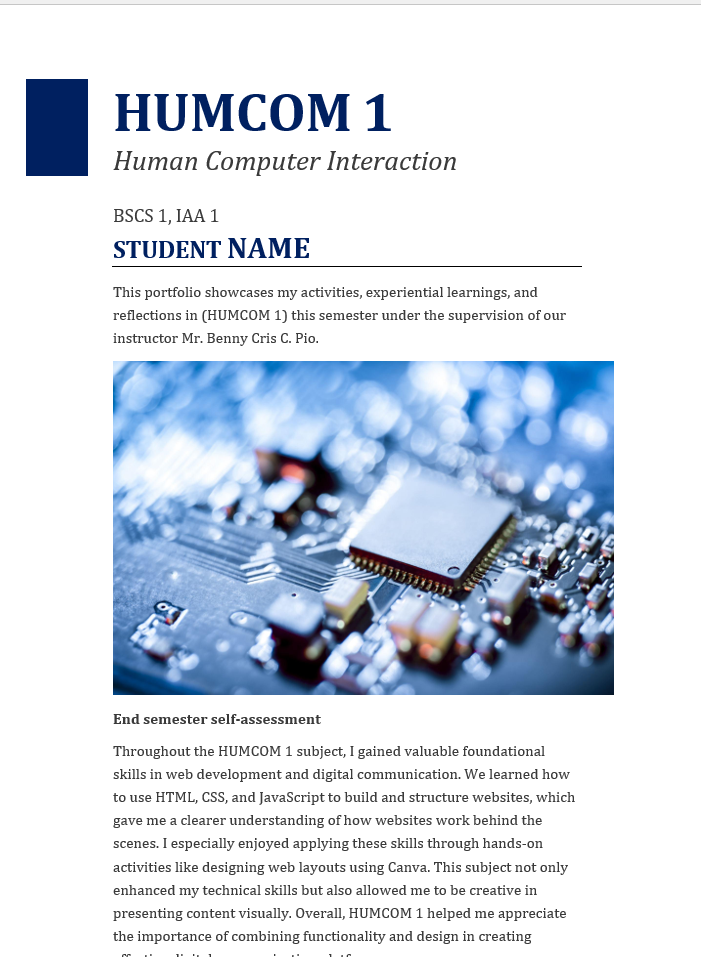 HUMCOM 1
Human Computer Interaction
BSCS 1, IAA 1
STUDENT NAME
This portfolio showcases my activities, experiential learnings, and
reflections in (HUMCOM 1) this semester under the supervision of our
instructor Mr. Benny Cris C. Pio.
End semester self-assessment
Throughout the HUMCOM 1 subject, I gained valuable foundational
skills in web development and digital communication. We learned how
to use HTML, CSS, and JavaScript to build and structure websites, which
gave me a clearer understanding of how websites work behind the
scenes. I especially enjoyed applying these skills through hands-on
activities like designing web layouts using Canva. This subject not only
enhanced my technical skills but also allowed me to be creative in
presenting content visually. Overall, HUMCOM 1 helped me appreciate
the importance of combining functionality and design in creating